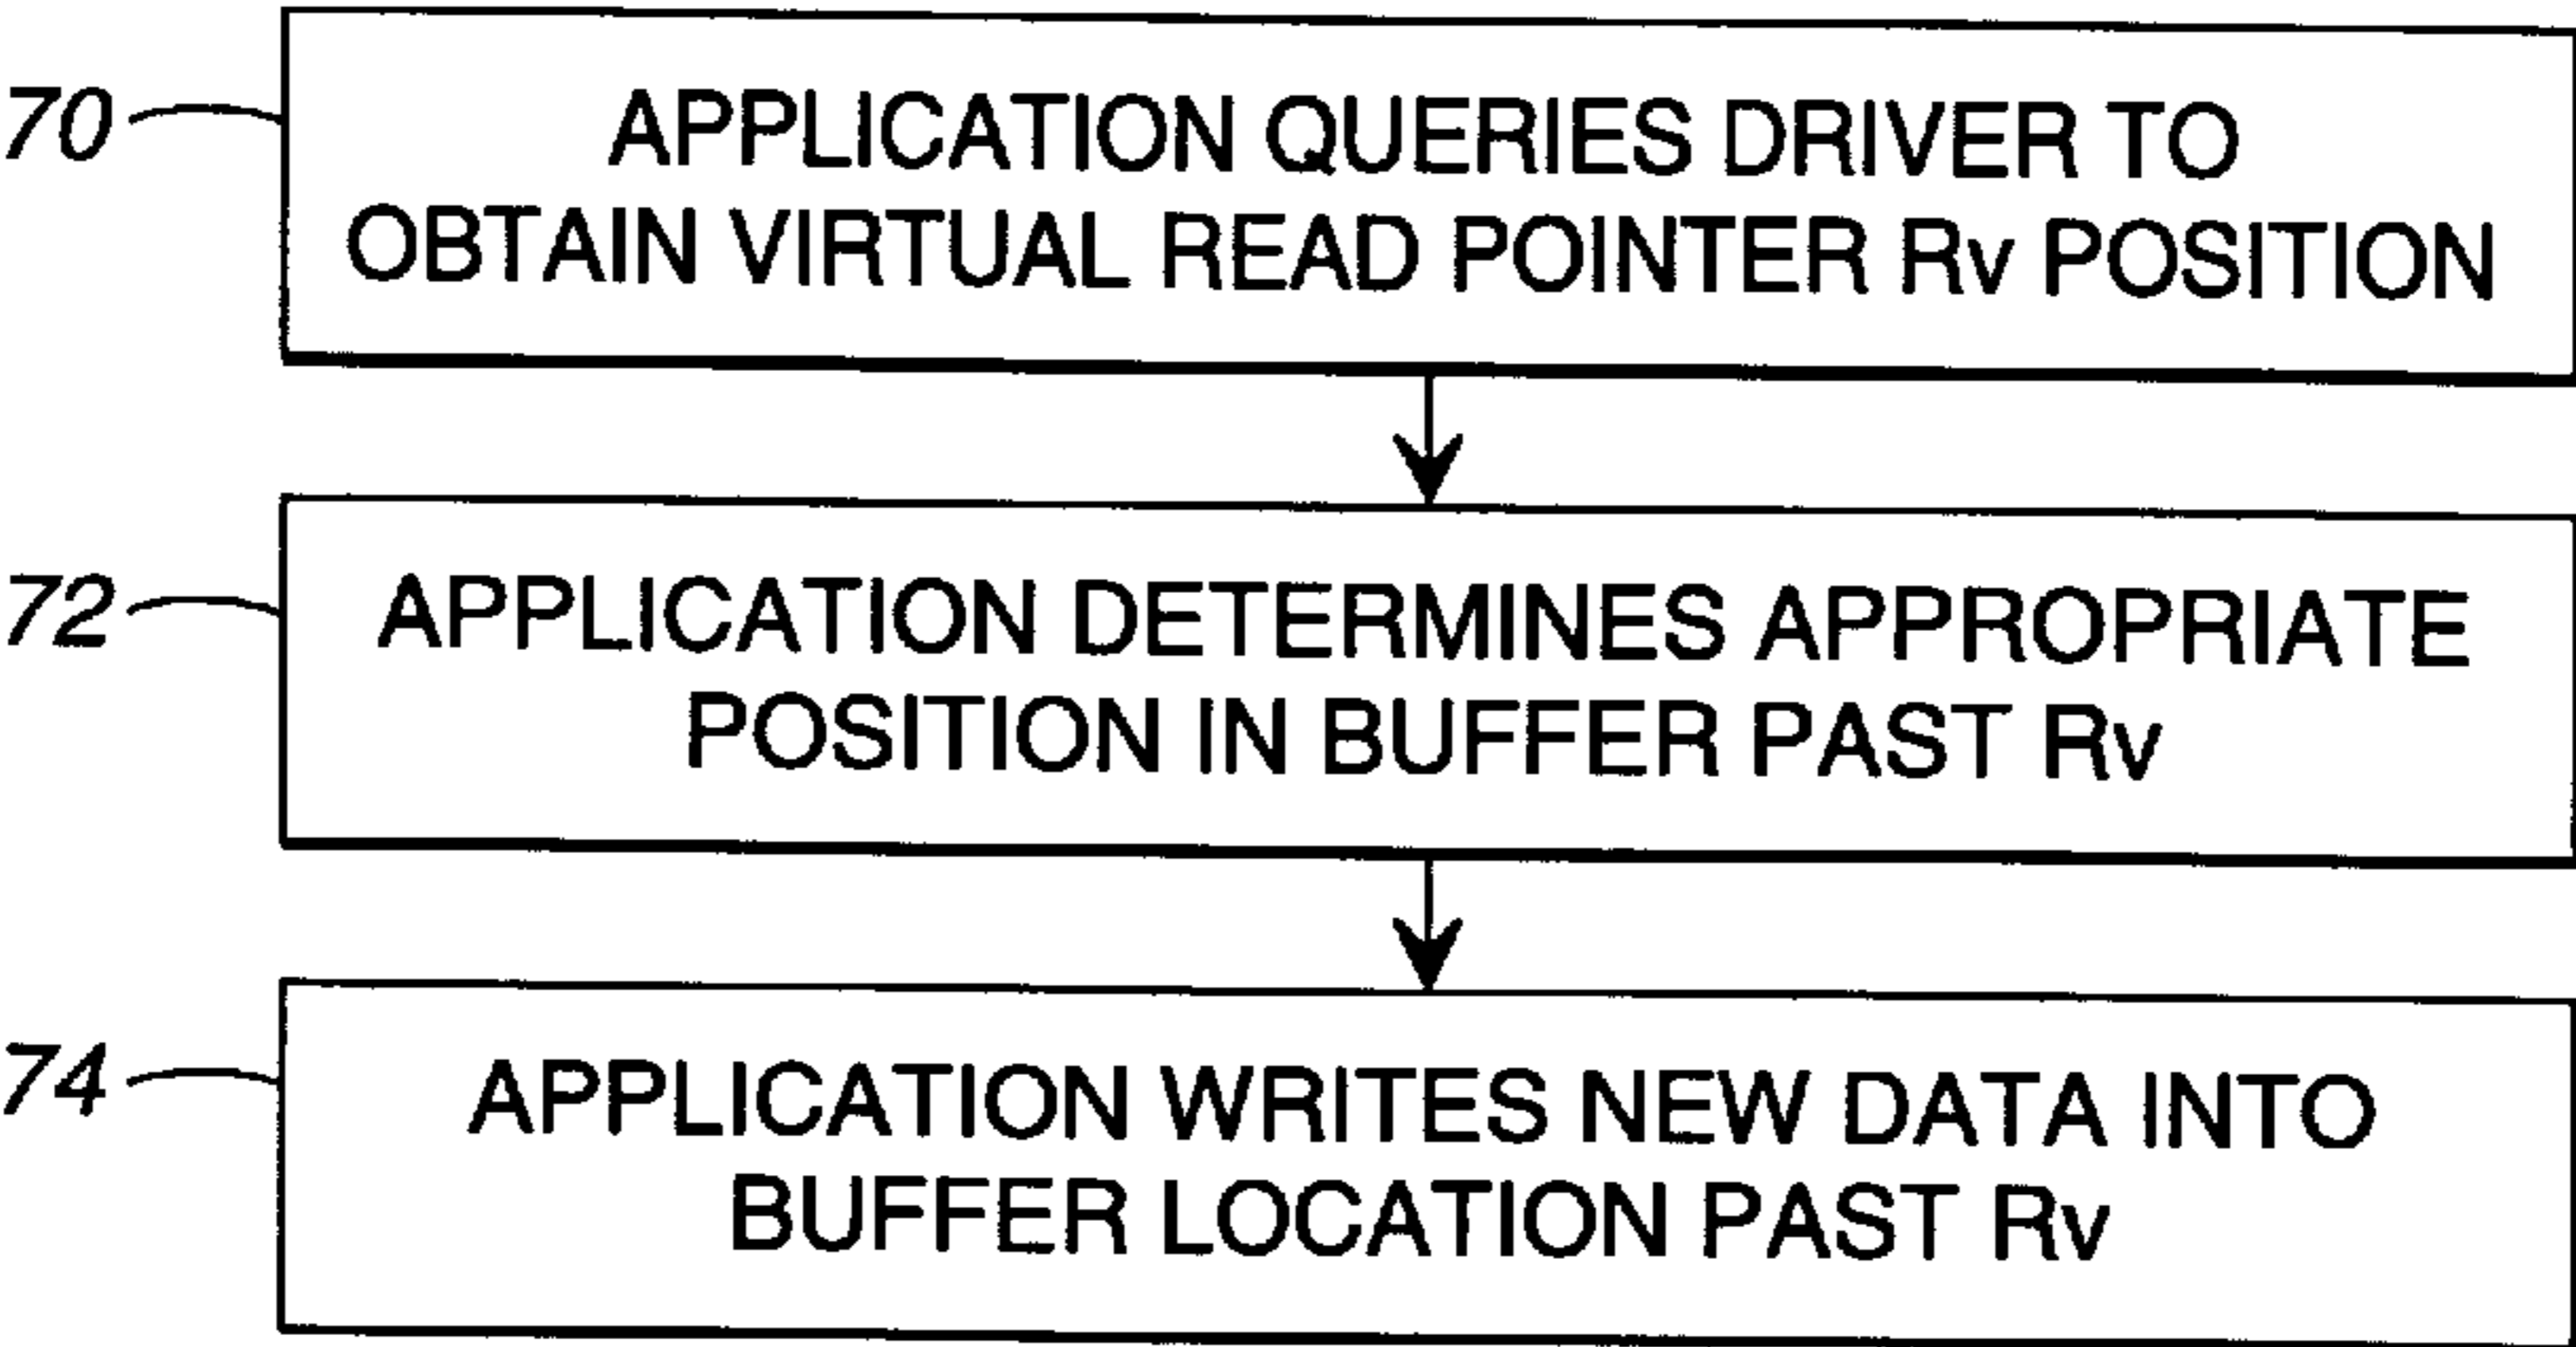 70
APPLICATION QUERIES DRIVER TO
OBTAIN VIRTUAL READ POINTER Rv POSITION
72
APPLICATION DETERMINES APPROPRIATE
POSITION IN BUFFER PAST Rv
74
APPLICATION WRITES NEW DATA INTO
BUFFER LOCATION PAST Rv